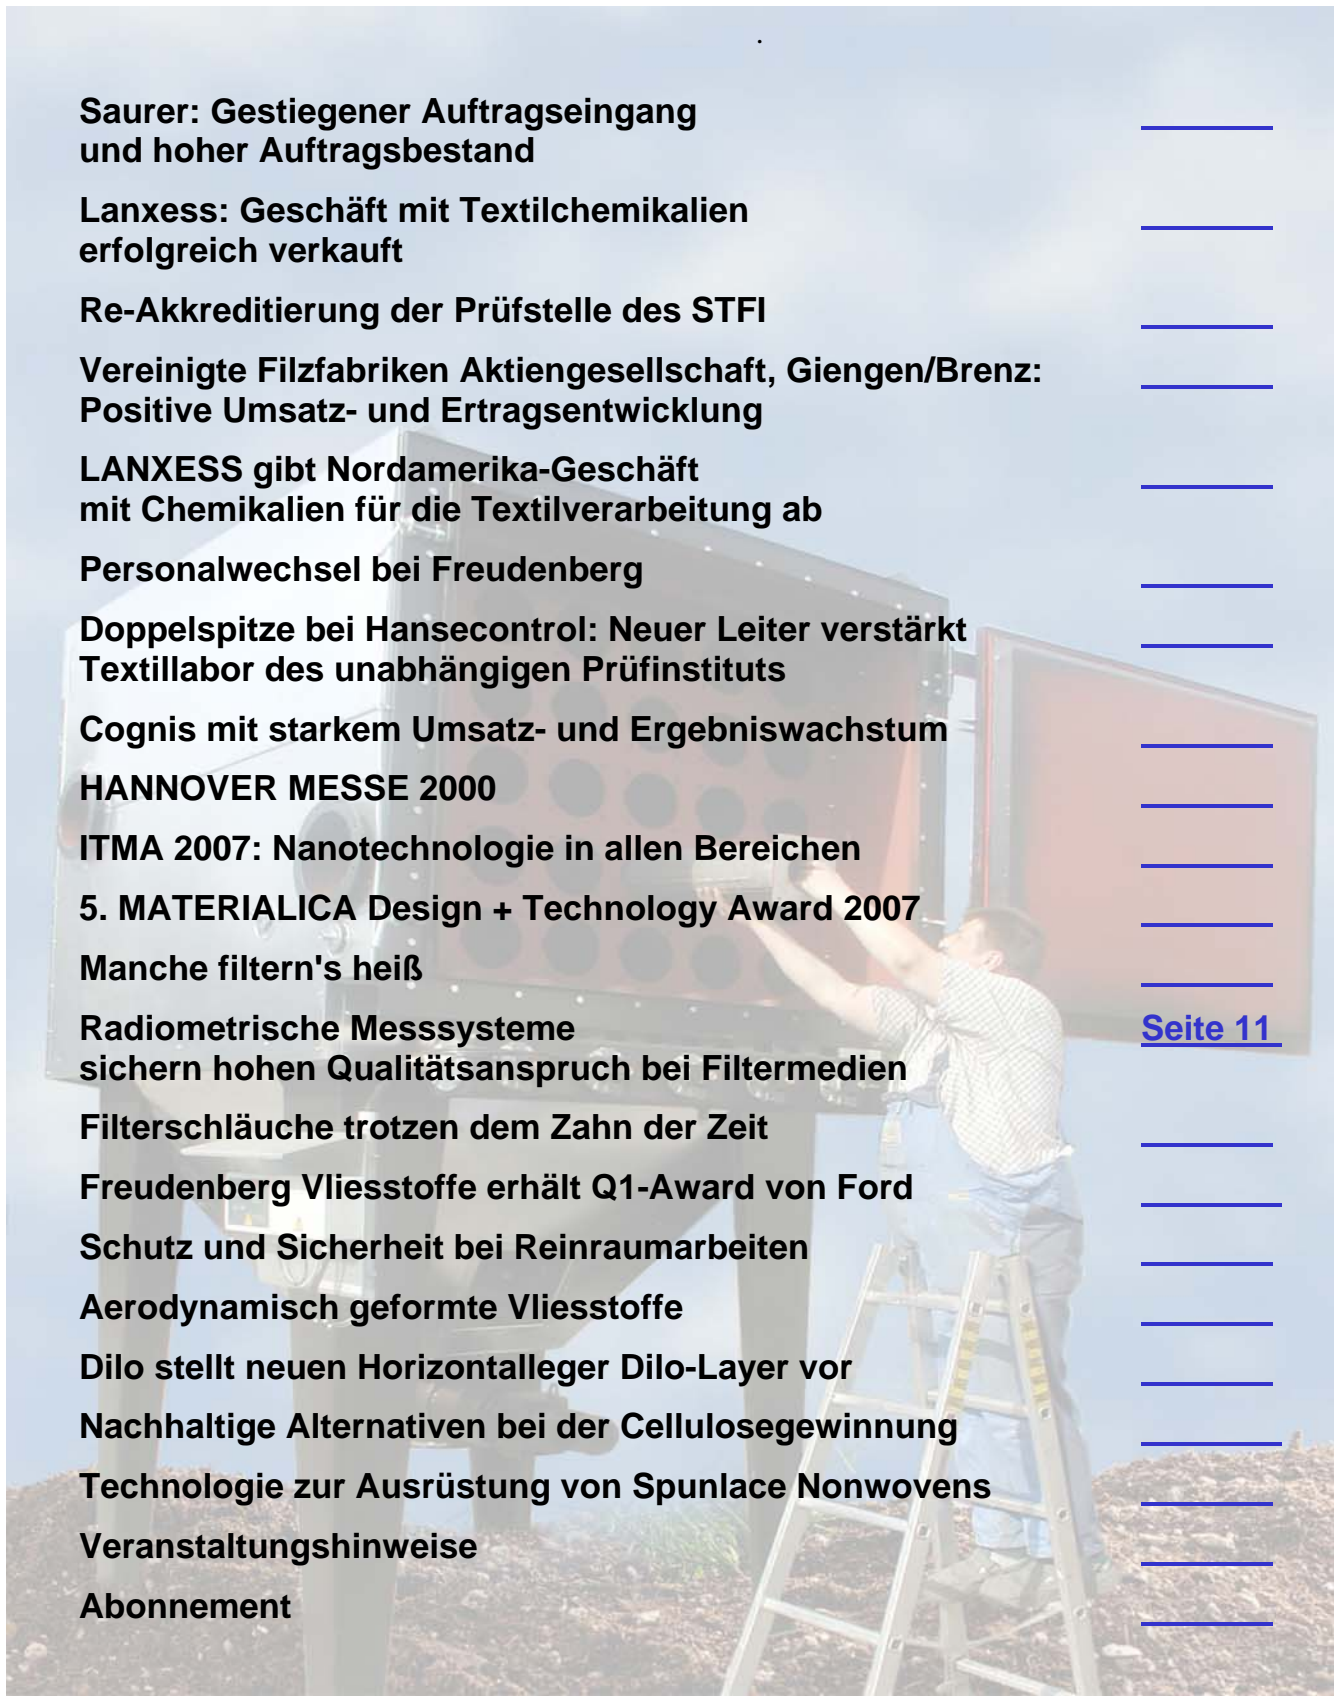 Saurer: Gestiegener Auftragseingang
und hoher Auftragsbestand
Lanxess: Geschäft mit Textilchemikalien
erfolgreich verkauft
Re-Akkreditierung der Prüfstelle des STFI
Vereinigte Filzfabriken Aktiengesellschaft, Giengen/Brenz:
Positive Umsatz- und Ertragsentwicklung
LANXESS gibt Nordamerika-Geschäft
mit Chemikalien für die Textilverarbeitung ab
Personalwechsel bei Freudenberg
Doppelspitze bei Hansecontrol: Neuer Leiter verstärkt
Textillabor des unabhängigen Prüfinstituts
Cognis mit starkem Umsatz- und Ergebniswachstum
HANNOVER MESSE 2000
ITMA 2007: Nanotechnologie in allen Bereichen
5. MATERIALICA Design + Technology Award 2007
Manche filtern's heiß
Radiometrische Messsysteme Seite 11
sichern hohen Qualitätsanspruch bei Filtermedien
Filterschläuche trotzen dem Zahn der Zeit
Freudenberg Vliesstoffe erhält Q1-Award von Ford
Schutz und Sicherheit bei Reinraumarbeiten
Aerodynamisch geformte Vliesstoffe
Dilo stellt neuen Horizontalleger Dilo-Layer vor
Nachhaltige Alternativen bei der Cellulosegewinnung
Technologie zur Ausrüstung von Spunlace Nonwovens
Veranstaltungshinweise
Abonnement